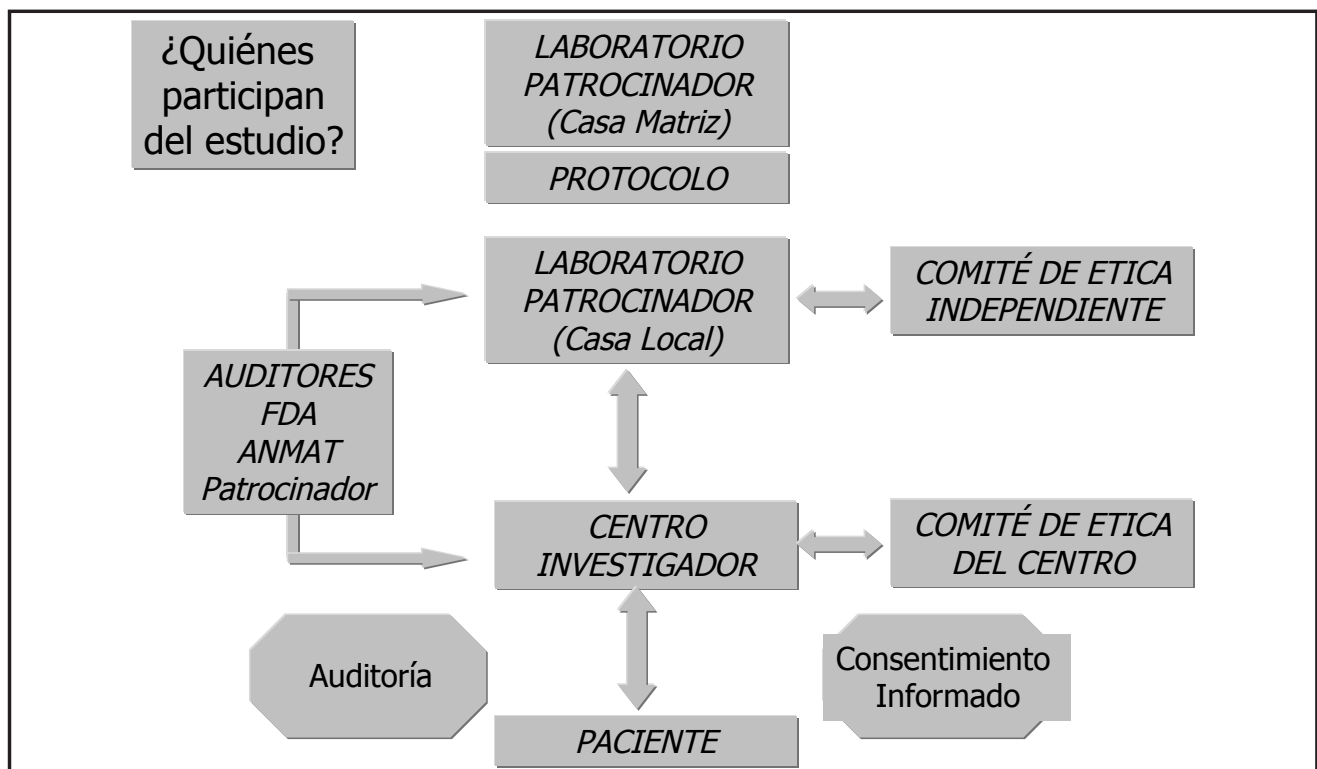 ¿Quiénes
participan
del estudio?
LABORATORIO
PATROCINADOR
(Casa Matriz)
PROTOCOLO
LABORATORIO
PATROCINADOR
(Casa Local)
COMITÉ DE ETICA
INDEPENDIENTE
AUDITORES
FDA
ANMAT
Patrocinador
CENTRO
INVESTIGADOR
COMITÉ DE ETICA
DEL CENTRO
Auditoría
Consentimiento
Informado
PACIENTE